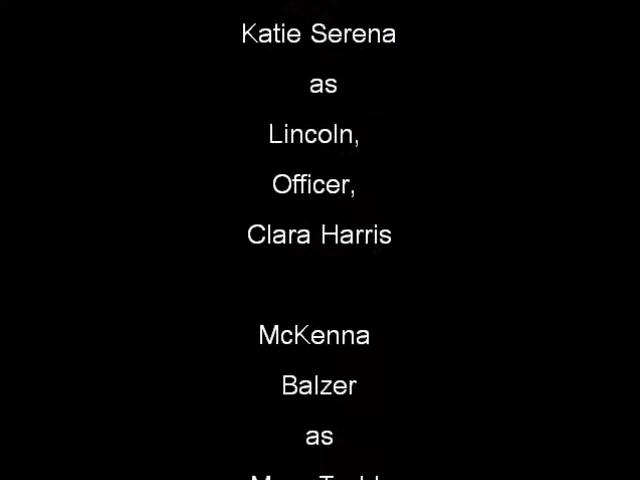 Katie Serena
as
Lincoln,
Officer,
Clara Harris
McKenna
Balzer
as